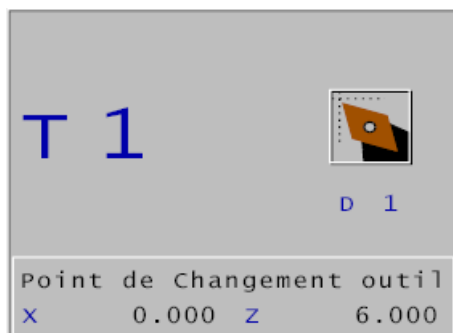 T 1
D 1
Point de Changement outil
X 0.000 Z 6.000